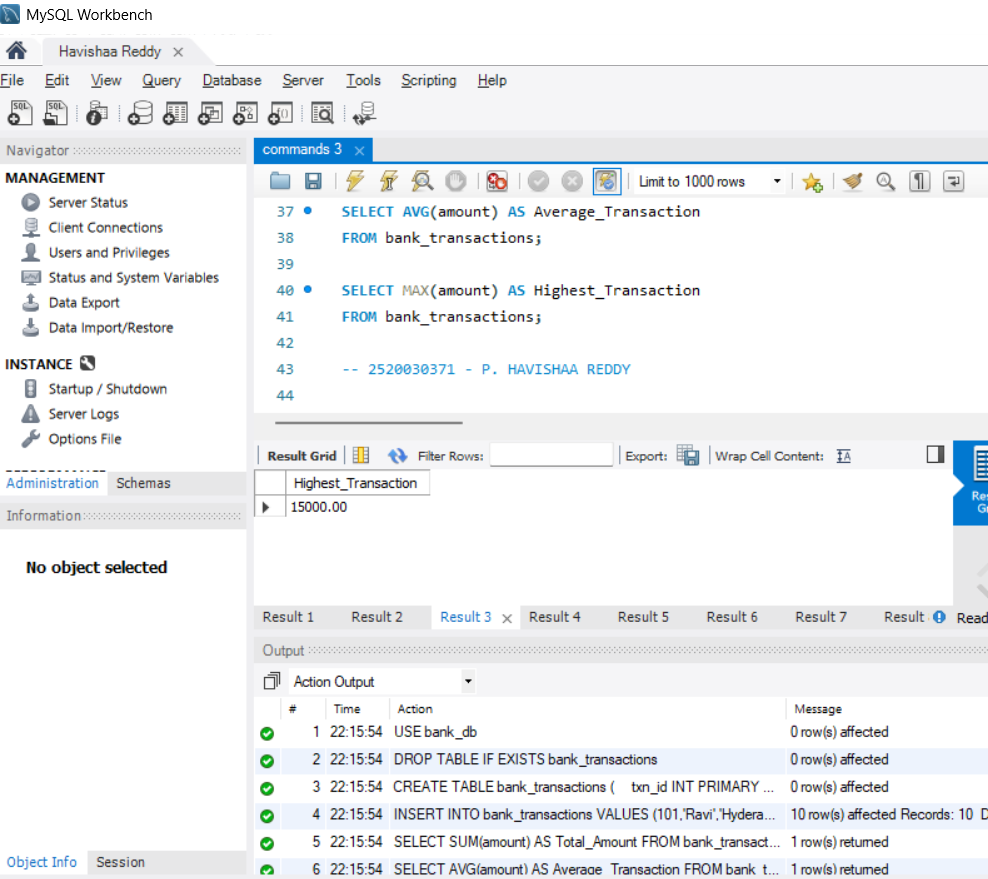 MySQL Workbench
Havishaa Reddy
File Edit View Query Database Server Tools Scripting Help
Navigator
MANAGEMENT
Server Status
Client Connections
Users and Privileges
Status and System Variables
Data Export
Data Import/Restore
INSTANCE
Startup / Shutdown
Server Logs
Options File
Administration Schemas
Information
No object selected
Object Info Session
commands 3
Limit to 1000 rows
37 SELECT AVG(amount) AS Average_Transaction
38 FROM bank_transactions;
39
40 SELECT MAX(amount) AS Highest_Transaction
41 FROM bank_transactions;
42
43 -- 2520030371 - P. HAVISHAA REDDY
44
Result Grid Filter Rows: Export: Wrap Cell Content:
Highest_Transaction
15000.00
Result 1 Result 2 Result 3 Result 4 Result 5 Result 6 Result 7 Result
Output
Action Output
# Time Action Message
1 22:15:54 USE bank_db 0 row(s) affected
2 22:15:54 DROP TABLE IF EXISTS bank_transactions 0 row(s) affected
3 22:15:54 CREATE TABLE bank_transactions ( txn_id INT PRIMARY ... 0 row(s) affected
4 22:15:54 INSERT INTO bank_transactions VALUES (101,'Ravi','Hydera... 10 row(s) affected Records: 10 D
5 22:15:54 SELECT SUM(amount) AS Total_Amount FROM bank_transact... 1 row(s) returned
6 22:15:54 SELECT AVG(amount) AS Average_Transaction FROM bank_t... 1 row(s) returned